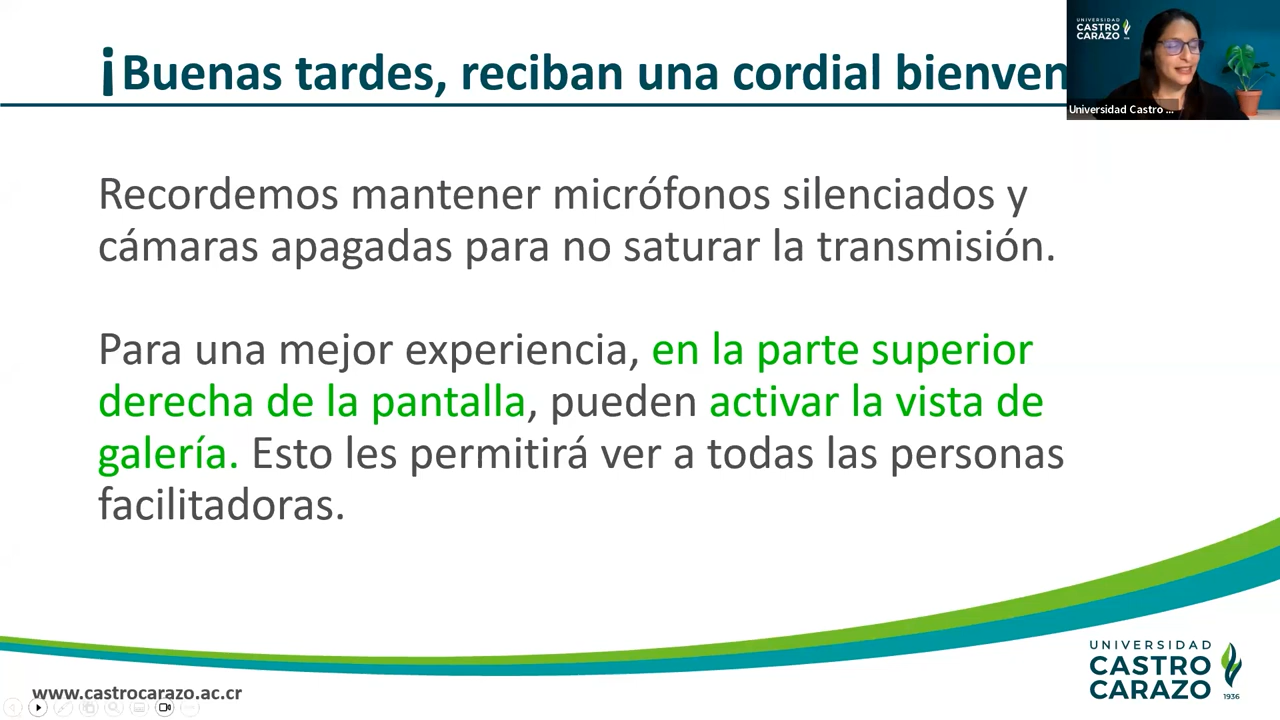 ¡Buenas tardes, reciban una cordial bienven
UNIVERSIDAD
CASTRO
CARAZO
Universidad Castro ...
Recordemos mantener micrófonos silenciados y
cámaras apagadas para no saturar la transmisión.
Para una mejor experiencia, en la parte superior
derecha de la pantalla, pueden activar la vista de
galería. Esto les permitirá ver a todas las personas
facilitadoras.
UNIVERSIDAD
CASTRO
CARAZO
1936
www.castrocarazo.ac.cr